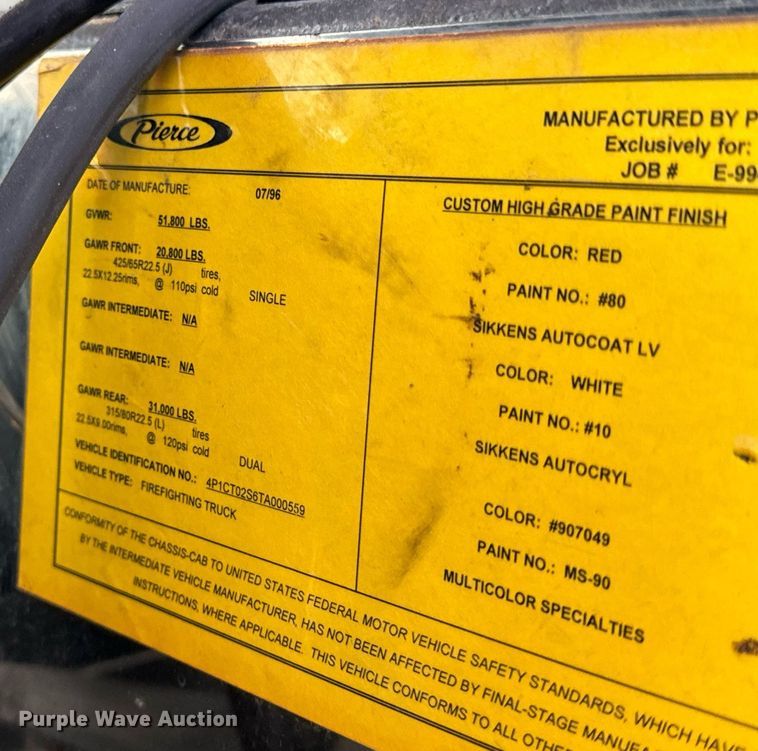 Pierce
MANUFACTURED BY P
Exclusively for:
JOB # E-99
DATE OF MANUFACTURE: 07/96
GVWR: 51.800 LBS.
GAWR FRONT: 20.800 LBS.
425/65R22.5 (J) tires,
22.5X12.25rims, @ 110psi cold SINGLE
GAWR INTERMEDIATE: N/A
GAWR INTERMEDIATE: N/A
GAWR REAR: 31.000 LBS.
315/80R22.5 (L) tires
22.5X9.00rims, @ 120psi cold DUAL
VEHICLE IDENTIFICATION NO.: 4P1CT02S6TA000559
VEHICLE TYPE: FIREFIGHTING TRUCK
CUSTOM HIGH GRADE PAINT FINISH
COLOR: RED
PAINT NO.: #80
SIKKENS AUTOCOAT LV
COLOR: WHITE
PAINT NO.: #10
SIKKENS AUTOCRYL
COLOR: #907049
PAINT NO.: MS-90
MULTICOLOR SPECIALTIES
CONFORMITY OF THE CHASSIS-CAB TO UNITED STATES FEDERAL MOTOR VEHICLE SAFETY STANDARDS, WHICH HAVE
BY THE INTERMEDIATE VEHICLE MANUFACTURER, HAS NOT BEEN AFFECTED BY FINAL-STAGE MANUFA
INSTRUCTIONS, WHERE APPLICABLE. THIS VEHICLE CONFORMS TO ALL OTHE
Purple Wave Auction